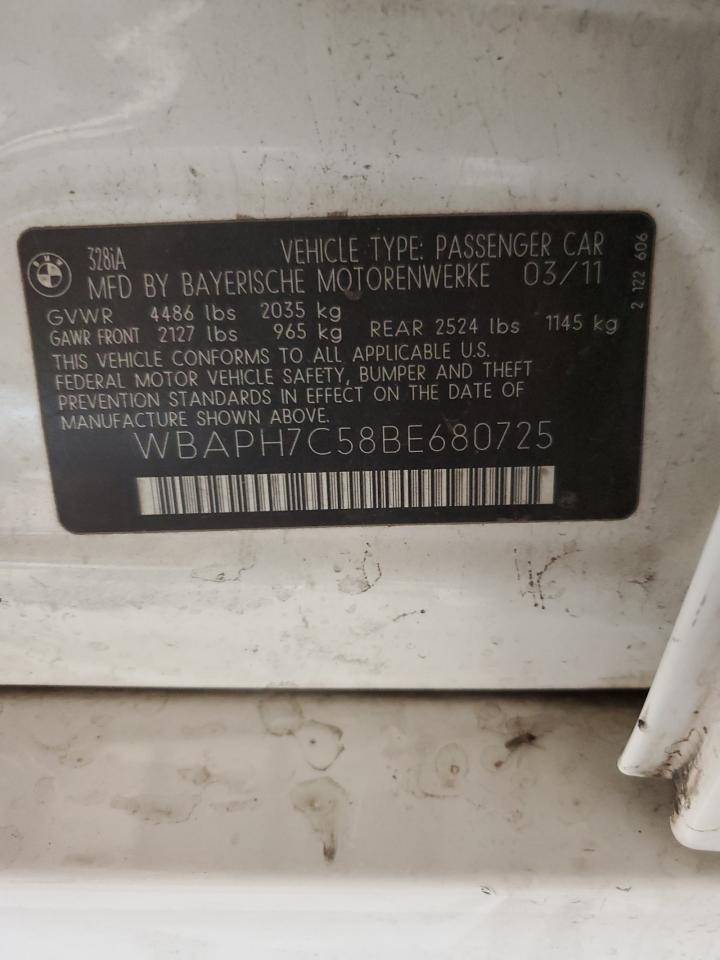 BMW
328iA VEHICLE TYPE: PASSENGER CAR
MFD BY BAYERISCHE MOTORENWERKE 03/11
GVWR 4486 lbs 2035 kg
GAWR FRONT 2127 lbs 965 kg REAR 2524 lbs 1145 kg
THIS VEHICLE CONFORMS TO ALL APPLICABLE U.S.
FEDERAL MOTOR VEHICLE SAFETY, BUMPER AND THEFT
PREVENTION STANDARDS IN EFFECT ON THE DATE OF
MANUFACTURE SHOWN ABOVE.
WBAPH7C58BE680725
2 122 606